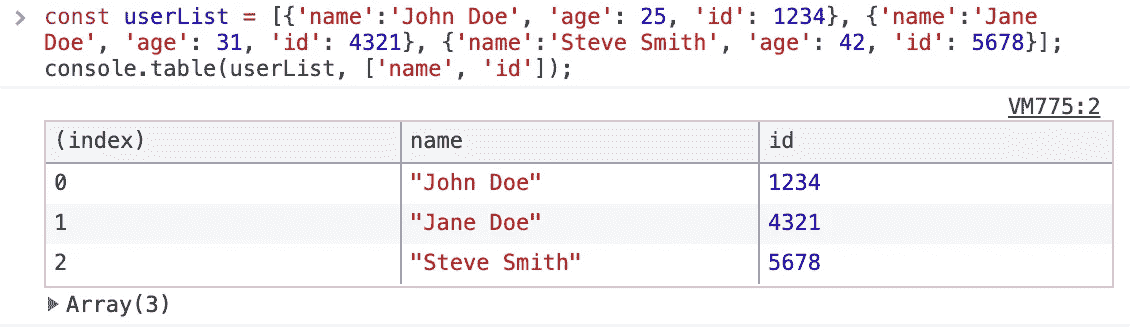 const userList = [{'name':'John Doe', 'age': 25, 'id': 1234}, {'name':'Jane
Doe', 'age': 31, 'id': 4321}, {'name':'Steve Smith', 'age': 42, 'id': 5678}];
console.table(userList, ['name', 'id']);
VM775:2
(index) name id
0 "John Doe" 1234
1 "Jane Doe" 4321
2 "Steve Smith" 5678
Array(3)